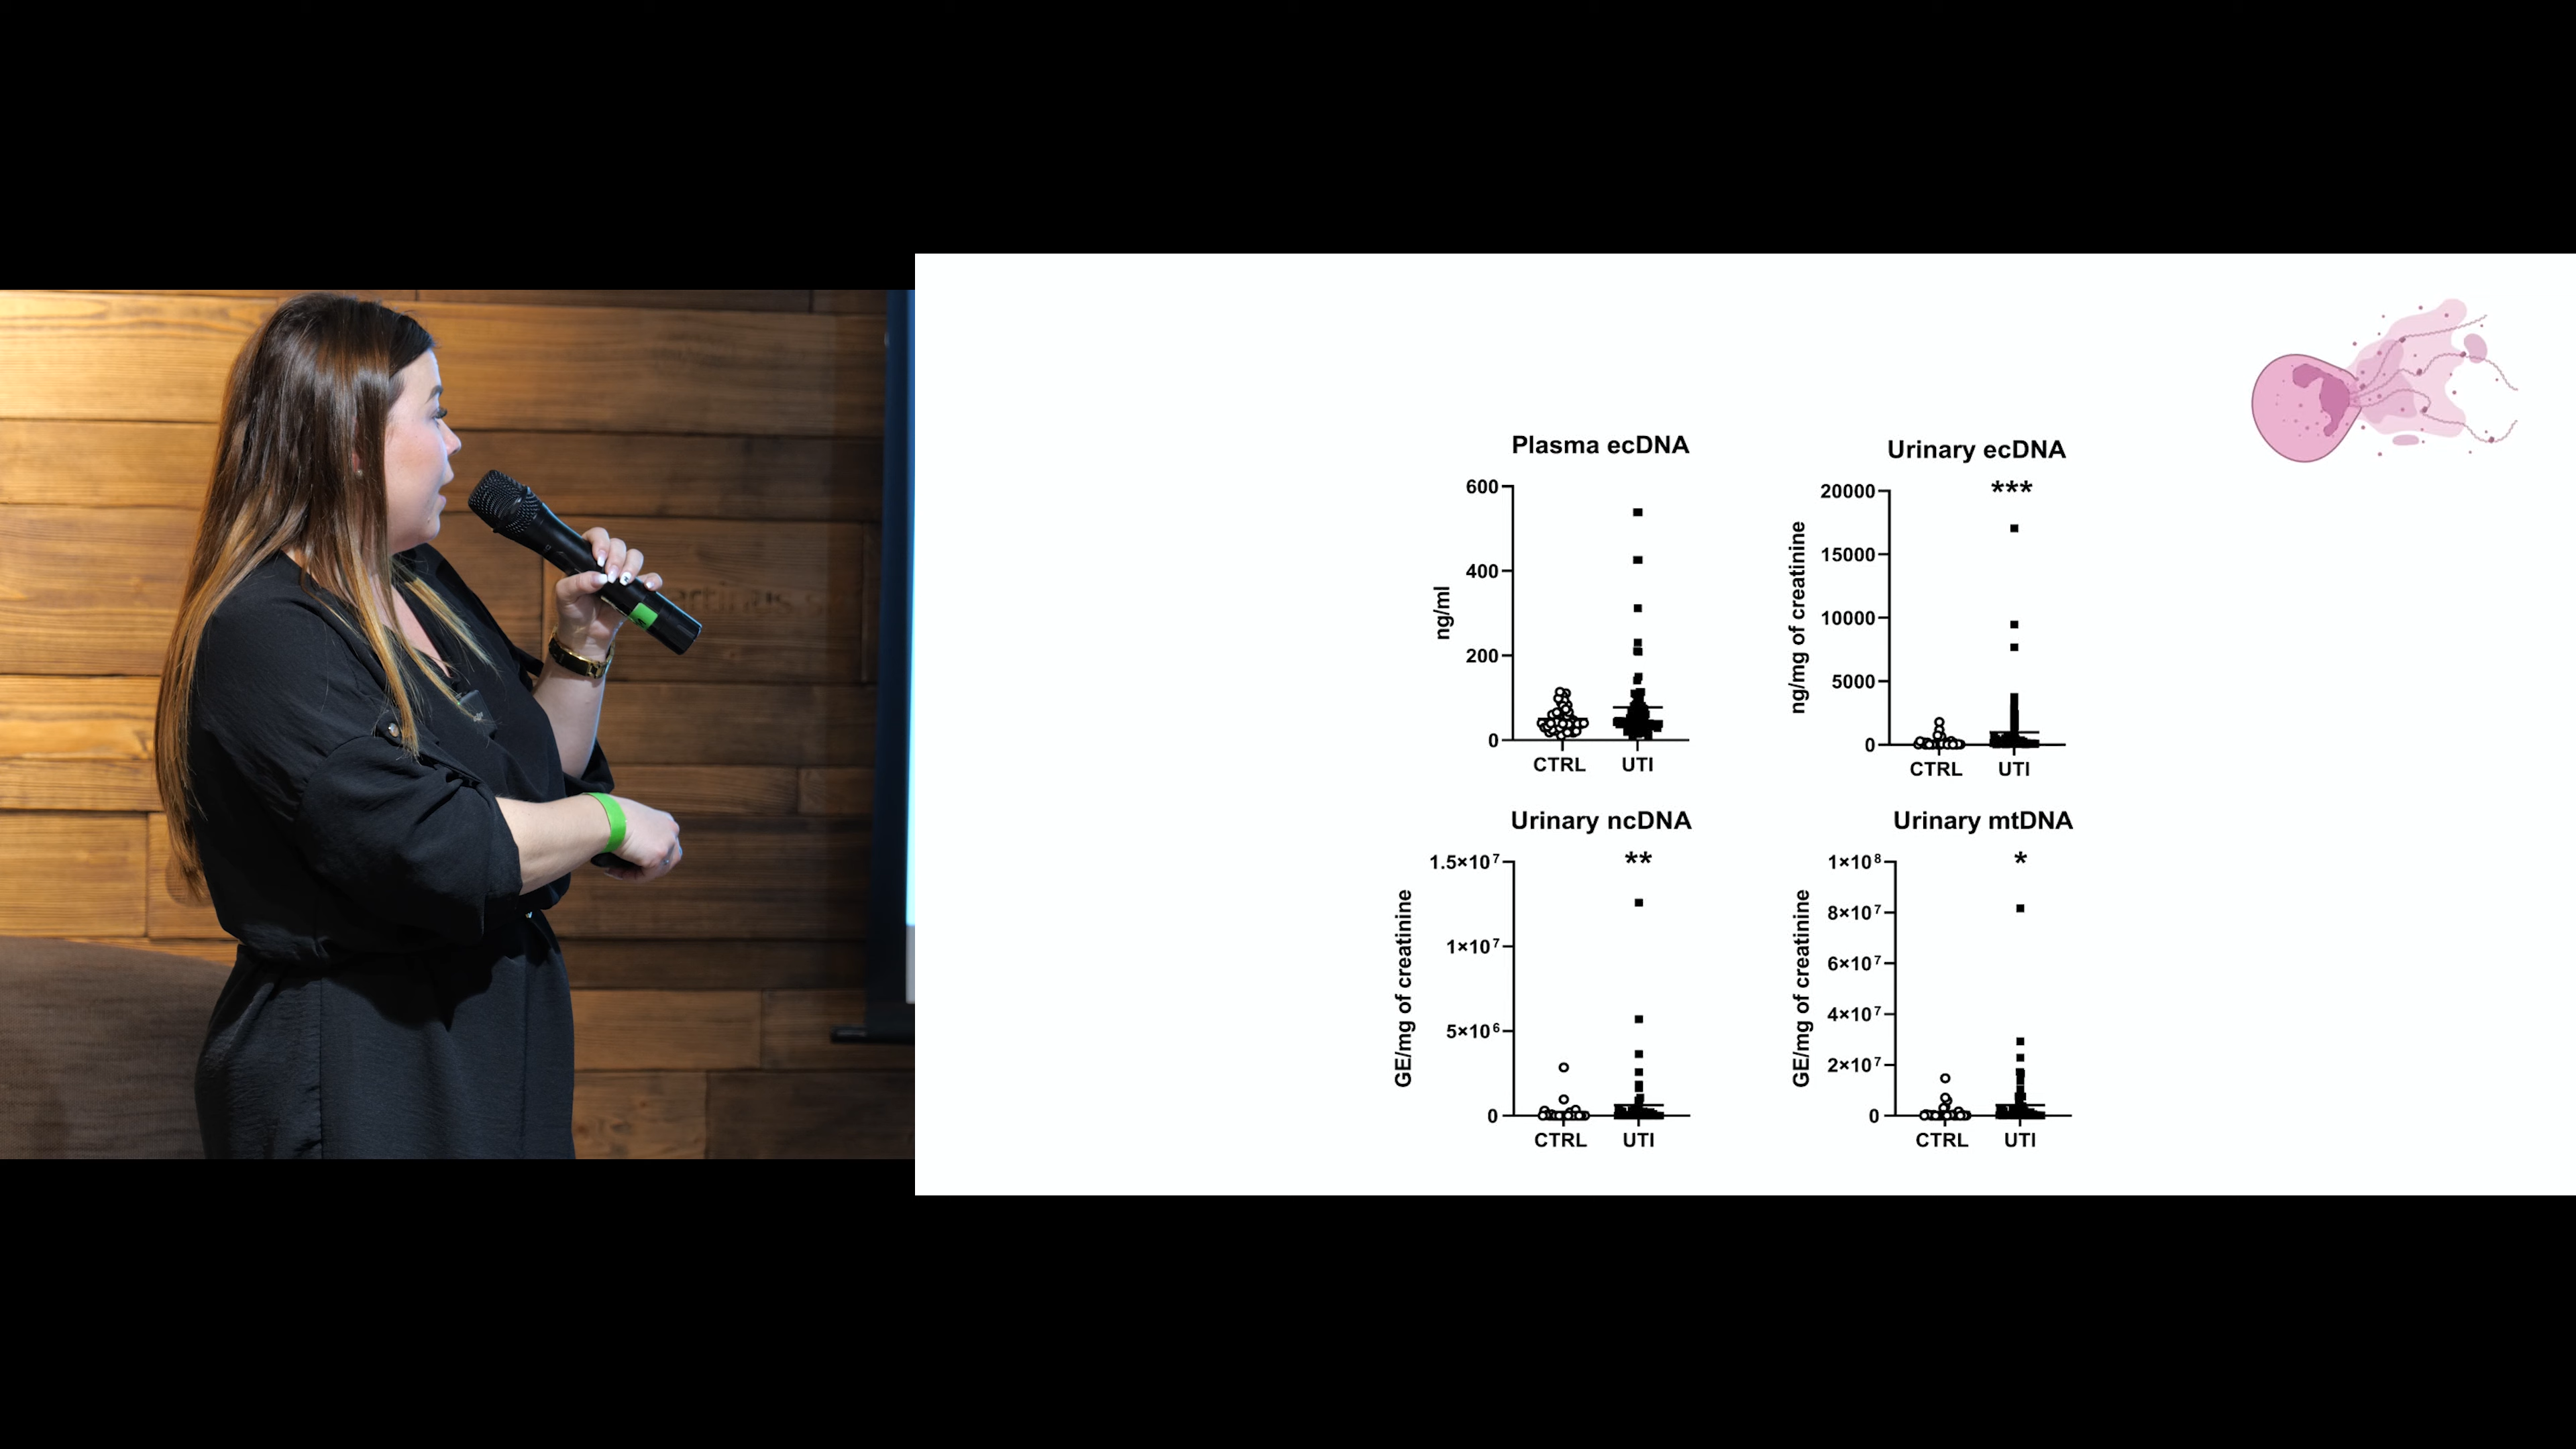 Plasma ecDNA
600
400
200
0
ng/ml
CTRL UTI
Urinary ecDNA
***
20000
15000
10000
5000
0
ng/mg of creatinine
CTRL UTI
Urinary ncDNA
**
1.5×10⁷
1×10⁷
5×10⁶
0
GE/mg of creatinine
CTRL UTI
Urinary mtDNA
*
1×10⁸
8×10⁷
6×10⁷
4×10⁷
2×10⁷
0
GE/mg of creatinine
CTRL UTI